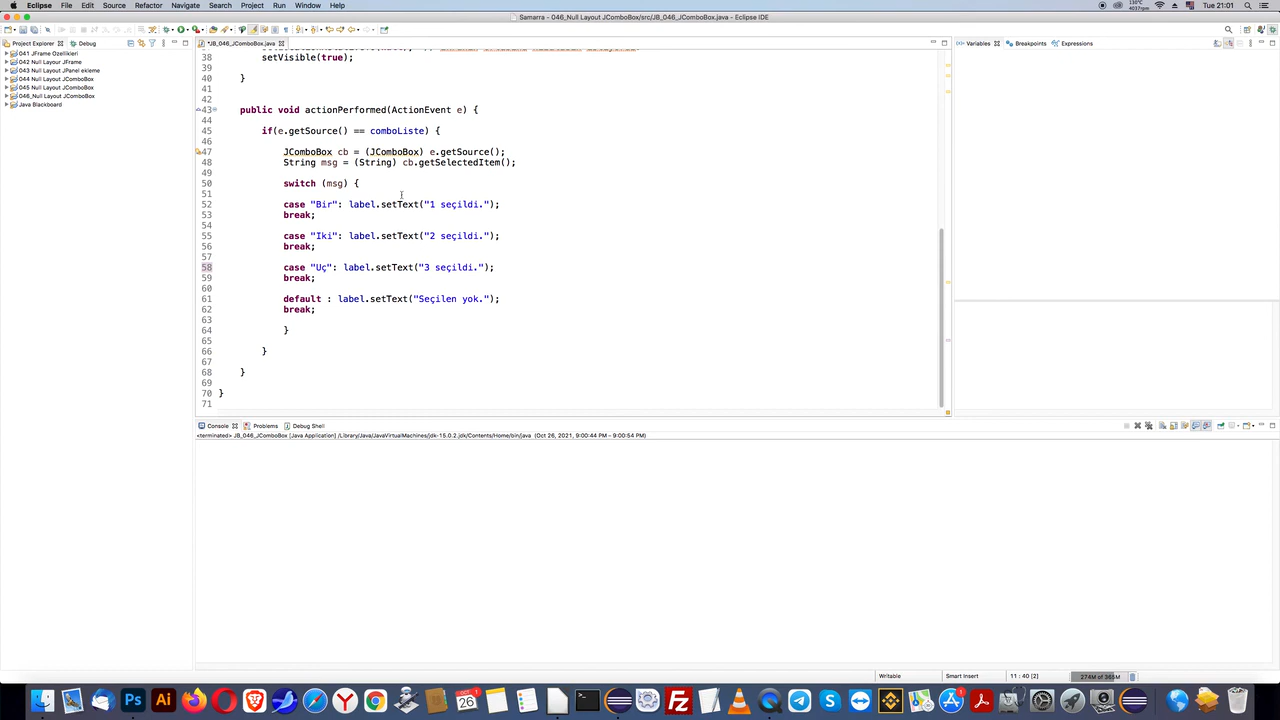 Eclipse File Edit Source Refactor Navigate Search Project Run Window Help
130°C
4037rpm
Tue 21:01
Samarra - 046_Null Layout JComboBox/src/JB_046_JComboBox.java - Eclipse IDE
Project Explorer Debug
*JB_046_JComboBox.java
Variables Breakpoints Expressions
041 JFrame Ozellikleri
042 Null Layour JFrame
043 Null Layout JPanel ekleme
044 Null Layout JComboBox
045 Null Layout JComboBox
046_Null Layout JComboBox
Java Blackboard
38 setVisible(true);
39
40 }
41
42
43 public void actionPerformed(ActionEvent e) {
44
45 if(e.getSource() == comboListe) {
46
47 JComboBox cb = (JComboBox) e.getSource();
48 String msg = (String) cb.getSelectedItem();
49
50 switch (msg) {
51
52 case "Bir": label.setText("1 seçildi.");
53 break;
54
55 case "Iki": label.setText("2 seçildi.");
56 break;
57
58 case "Uç": label.setText("3 seçildi.");
59 break;
60
61 default : label.setText("Seçilen yok.");
62 break;
63
64 }
65
66 }
67
68 }
69
70 }
71
Console Problems Debug Shell
<terminated> JB_046_JComboBox [Java Application] /Library/Java/JavaVirtualMachines/jdk-15.0.2.jdk/Contents/Home/bin/java (Oct 26, 2021, 9:00:44 PM - 9:00:54 PM)
Writable
Smart Insert
11 : 40 [2]
274M of 365M